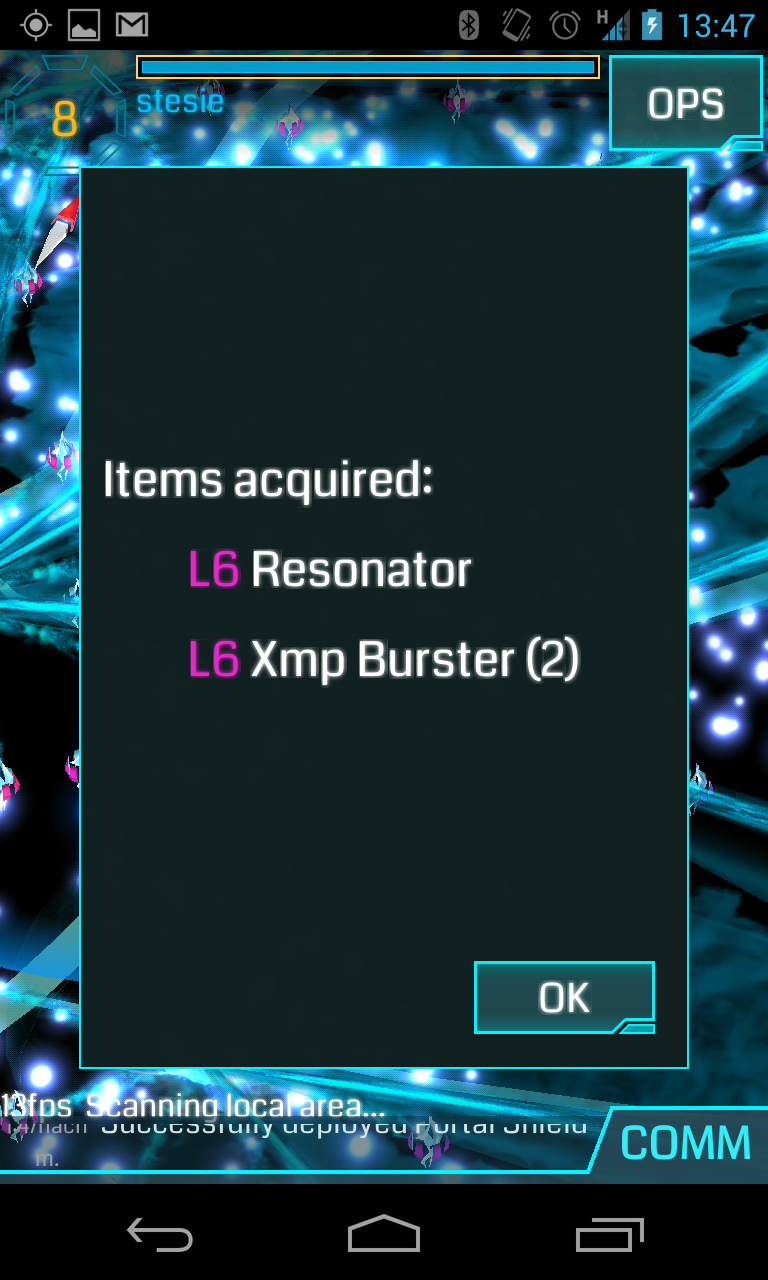 H 13:47
8 stesie OPS
Items acquired:
L6 Resonator
L6 Xmp Burster (2)
OK
13fps Scanning local area...
Successfully deployed Portal Shield
m.
COMM